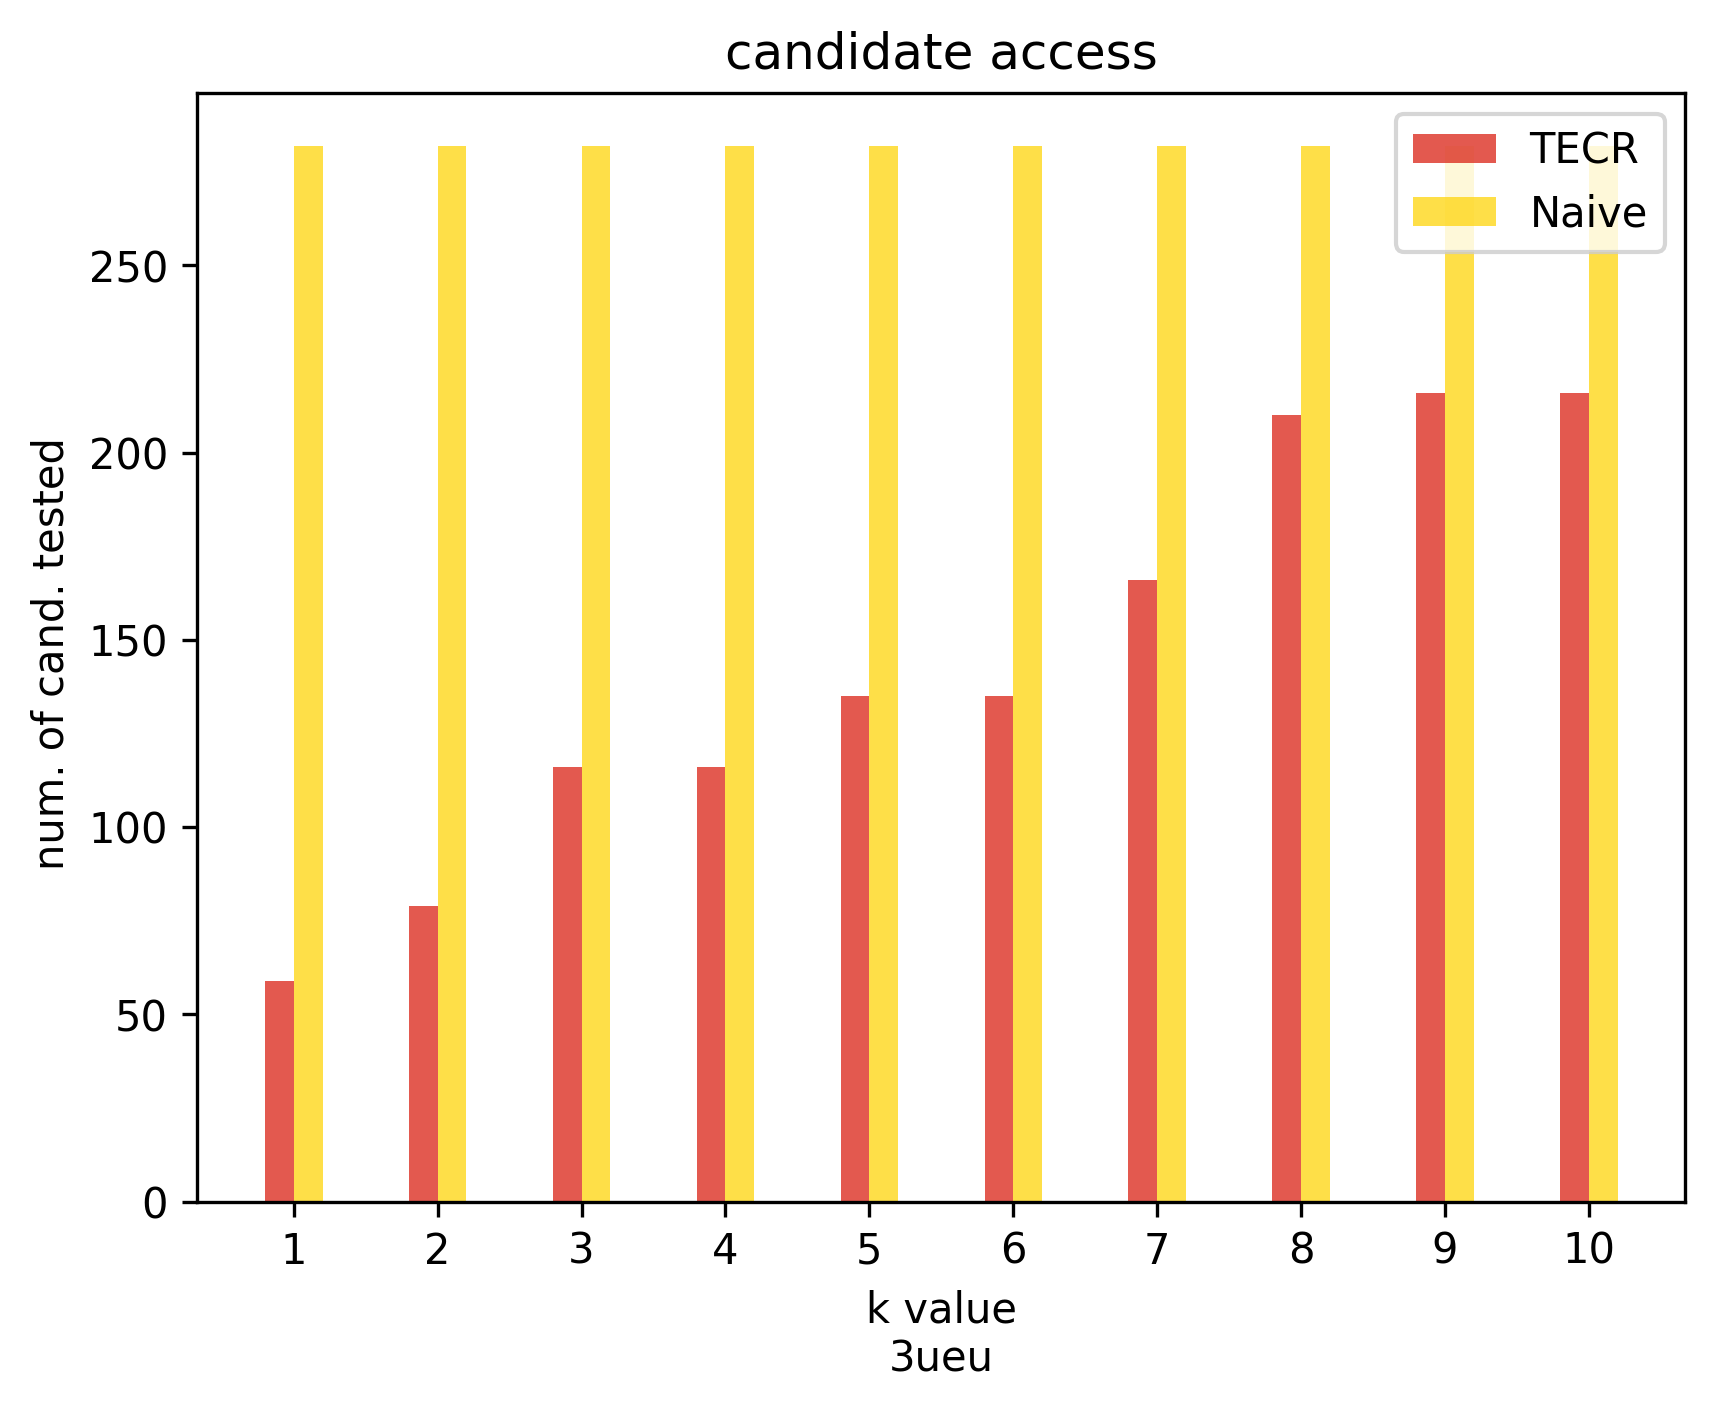 candidate access
TECR
Naive
num. of cand. tested
250
200
150
100
50
0
1 2 3 4 5 6 7 8 9 10
k value
3ueu